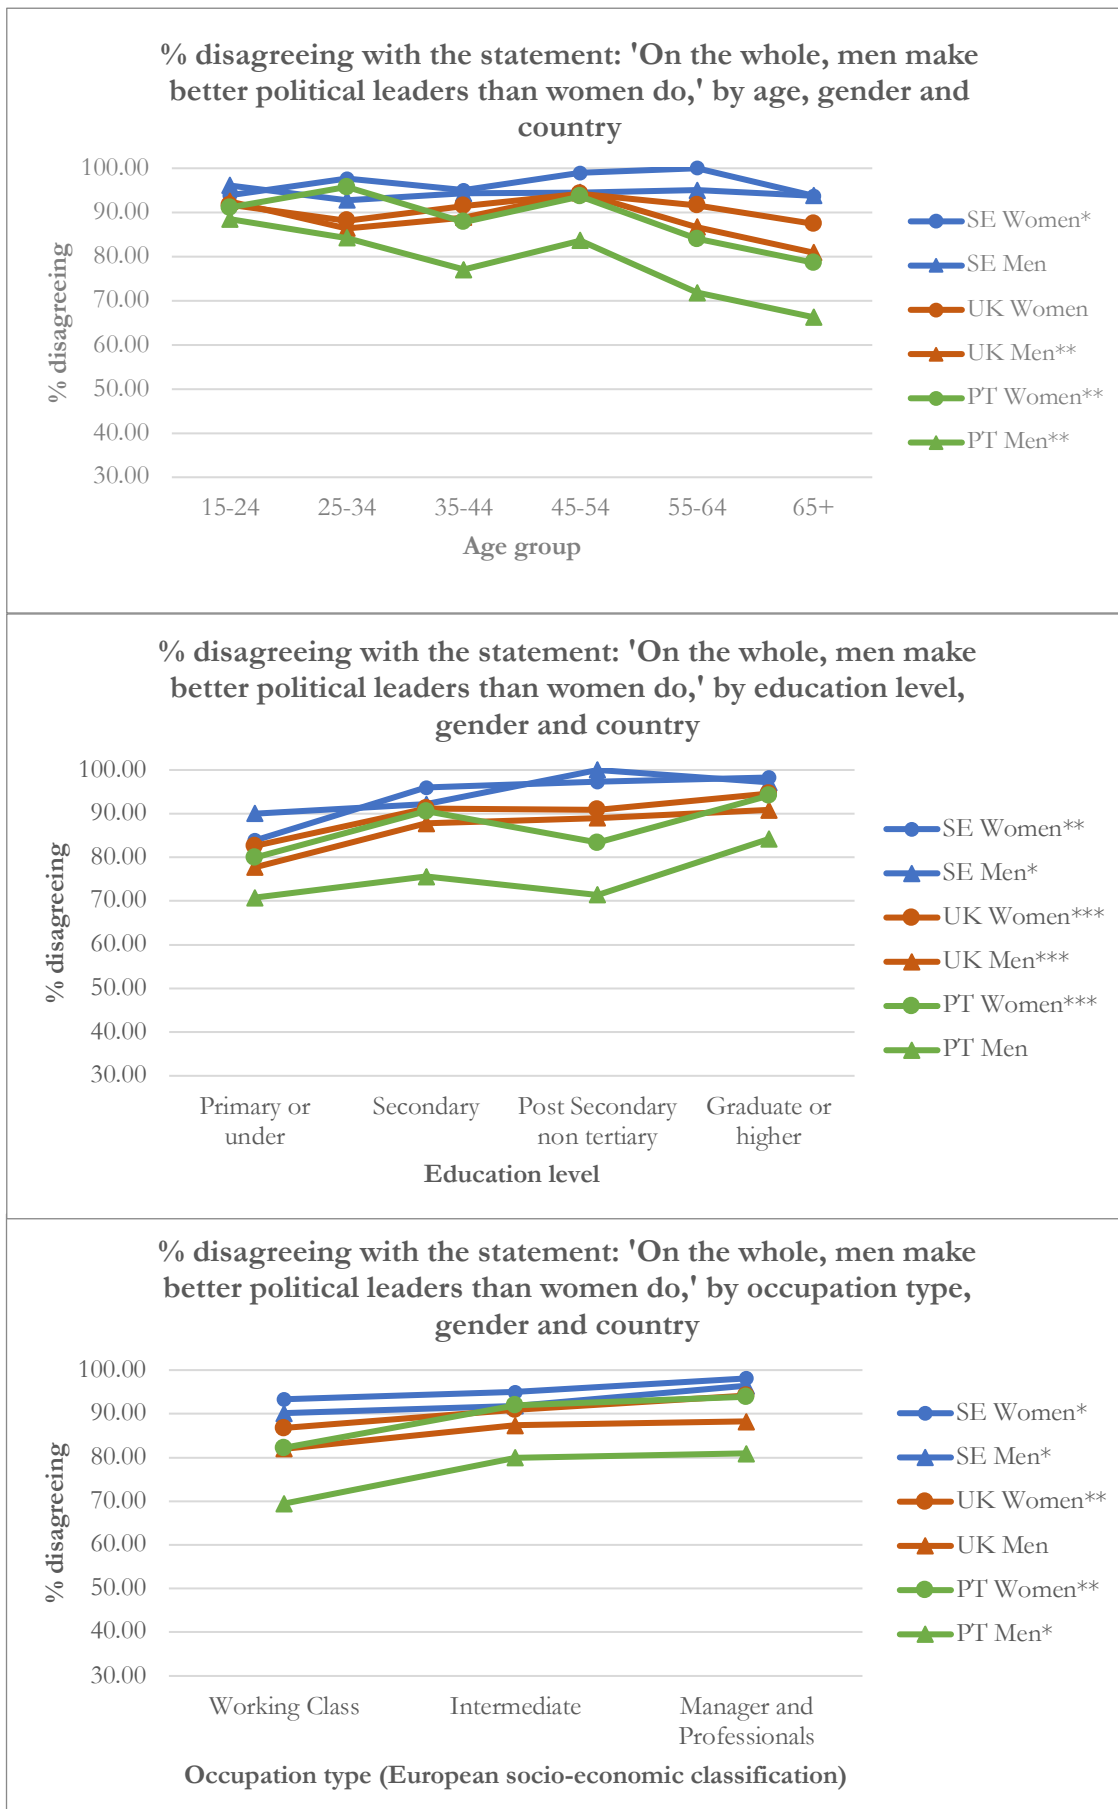 % disagreeing with the statement: 'On the whole, men make
better political leaders than women do,' by age, gender and
country
100.00
90.00
80.00
70.00
60.00
50.00
40.00
30.00
% disagreeing
15-24
25-34
35-44
45-54
55-64
65+
Age group
SE Women*
SE Men
UK Women
UK Men**
PT Women**
PT Men**
% disagreeing with the statement: 'On the whole, men make
better political leaders than women do,' by education level,
gender and country
100.00
90.00
80.00
70.00
60.00
50.00
40.00
30.00
% disagreeing
Primary or
under
Secondary
Post Secondary
non tertiary
Graduate or
higher
Education level
SE Women**
SE Men*
UK Women***
UK Men***
PT Women***
PT Men
% disagreeing with the statement: 'On the whole, men make
better political leaders than women do,' by occupation type,
gender and country
100.00
90.00
80.00
70.00
60.00
50.00
40.00
30.00
% disagreeing
Working Class
Intermediate
Manager and
Professionals
Occupation type (European socio-economic classification)
SE Women*
SE Men*
UK Women**
UK Men
PT Women**
PT Men*